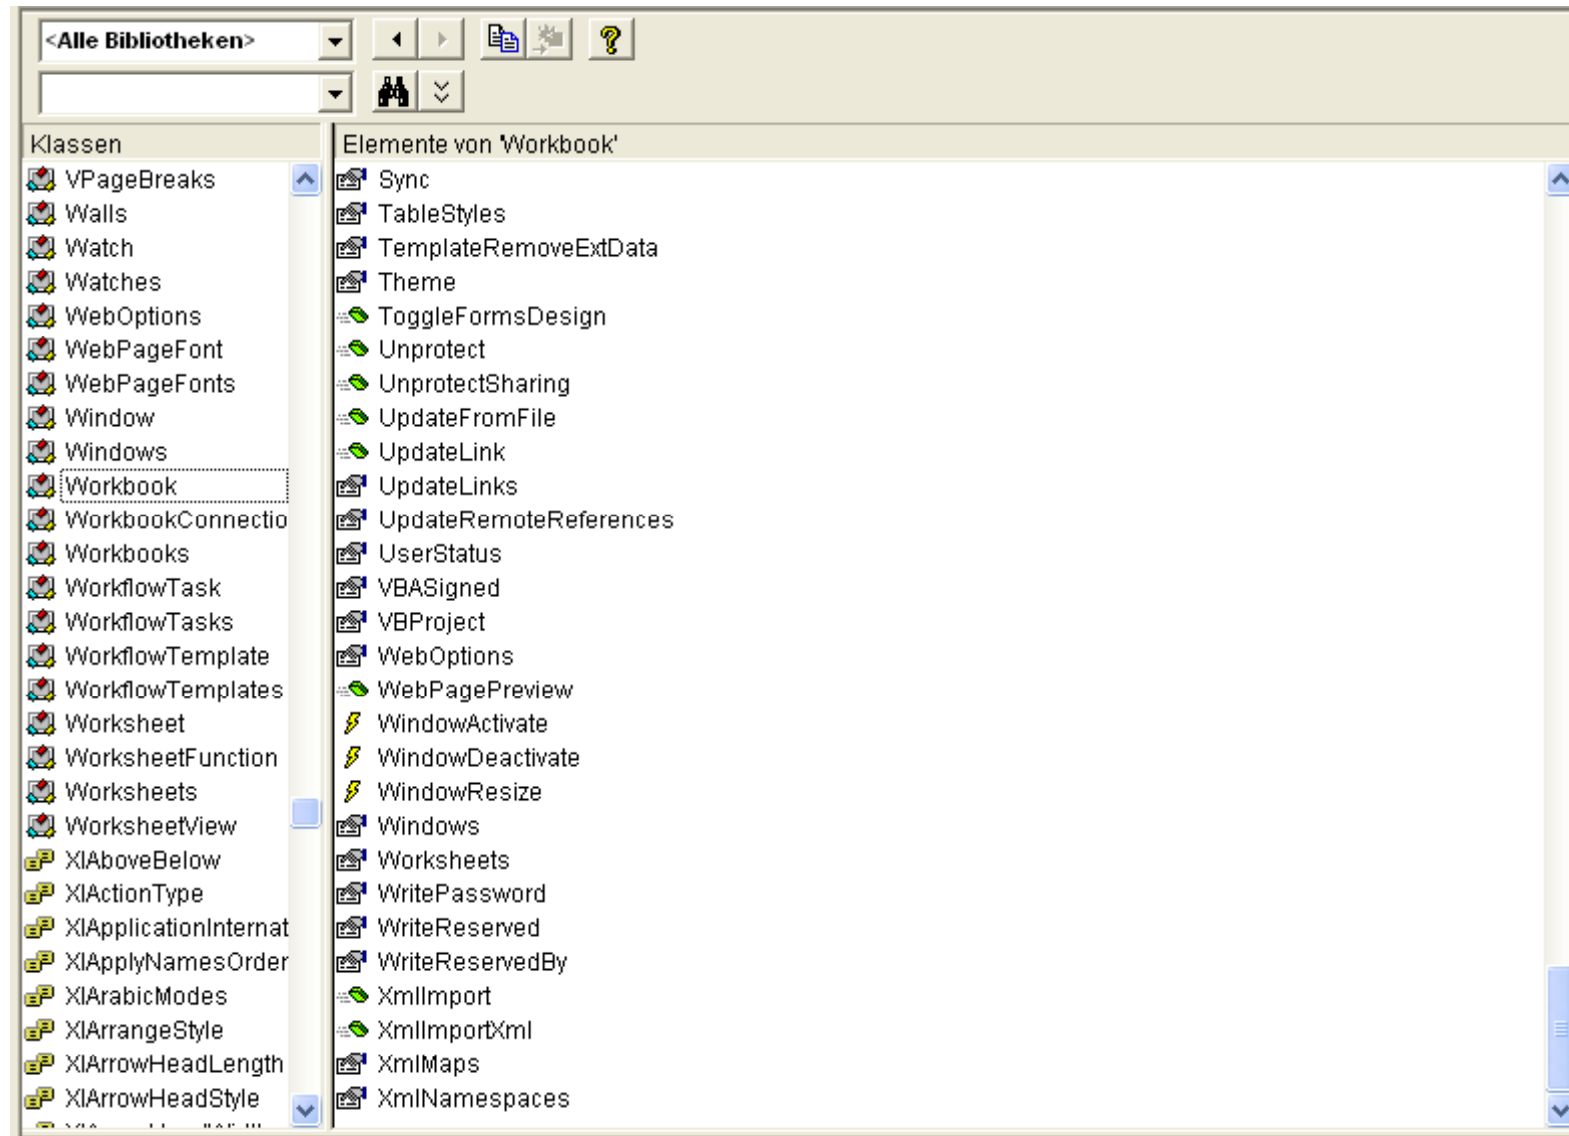 <Alle Bibliotheken>
Klassen
VPageBreaks
Walls
Watch
Watches
WebOptions
WebPageFont
WebPageFonts
Window
Windows
Workbook
WorkbookConnectio
Workbooks
WorkflowTask
WorkflowTasks
WorkflowTemplate
WorkflowTemplates
Worksheet
WorksheetFunction
Worksheets
WorksheetView
XlAboveBelow
XlActionType
XlApplicationInternat
XlApplyNamesOrder
XlArabicModes
XlArrangeStyle
XlArrowHeadLength
XlArrowHeadStyle
Elemente von 'Workbook'
Sync
TableStyles
TemplateRemoveExtData
Theme
ToggleFormsDesign
Unprotect
UnprotectSharing
UpdateFromFile
UpdateLink
UpdateLinks
UpdateRemoteReferences
UserStatus
VBASigned
VBProject
WebOptions
WebPagePreview
WindowActivate
WindowDeactivate
WindowResize
Windows
Worksheets
WritePassword
WriteReserved
WriteReservedBy
XmlImport
XmlImportXml
XmlMaps
XmlNamespaces